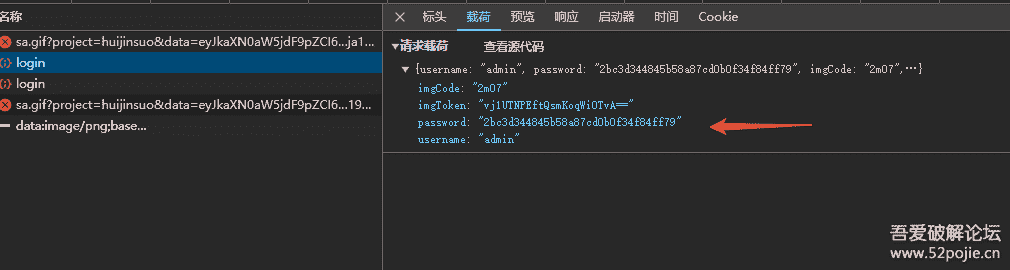 名称
标头 载荷 预览 响应 启动器 时间 Cookie
sa.gif?project=huijinsuo&data=eyJkaXN0aW5jdF9pZCI6...ja1...
login
login
sa.gif?project=huijinsuo&data=eyJkaXN0aW5jdF9pZCI6...19...
data:image/png;base...
请求载荷 查看源代码
{username: "admin", password: "2bc3d344845b58a87cd0b0f34f84ff79", imgCode: "2m07",…}
imgCode: "2m07"
imgToken: "vj1UTNPEftQsmKoqWiOTvA=="
password: "2bc3d344845b58a87cd0b0f34f84ff79"
username: "admin"
吾爱破解论坛
www.52pojie.cn